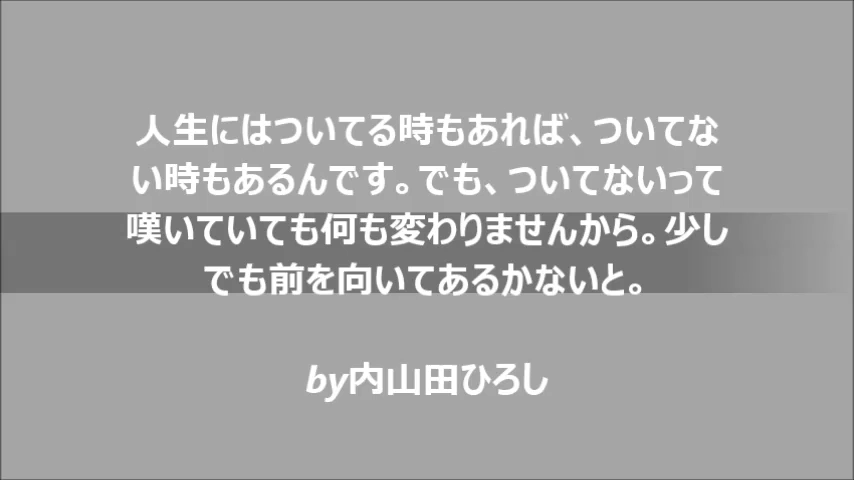 人生にはついてる時もあれば、ついてな
い時もあるんです。でも、ついてないって
嘆いていても何も変わりませんから。少し
でも前を向いてあるかないと。
by内山田ひろし